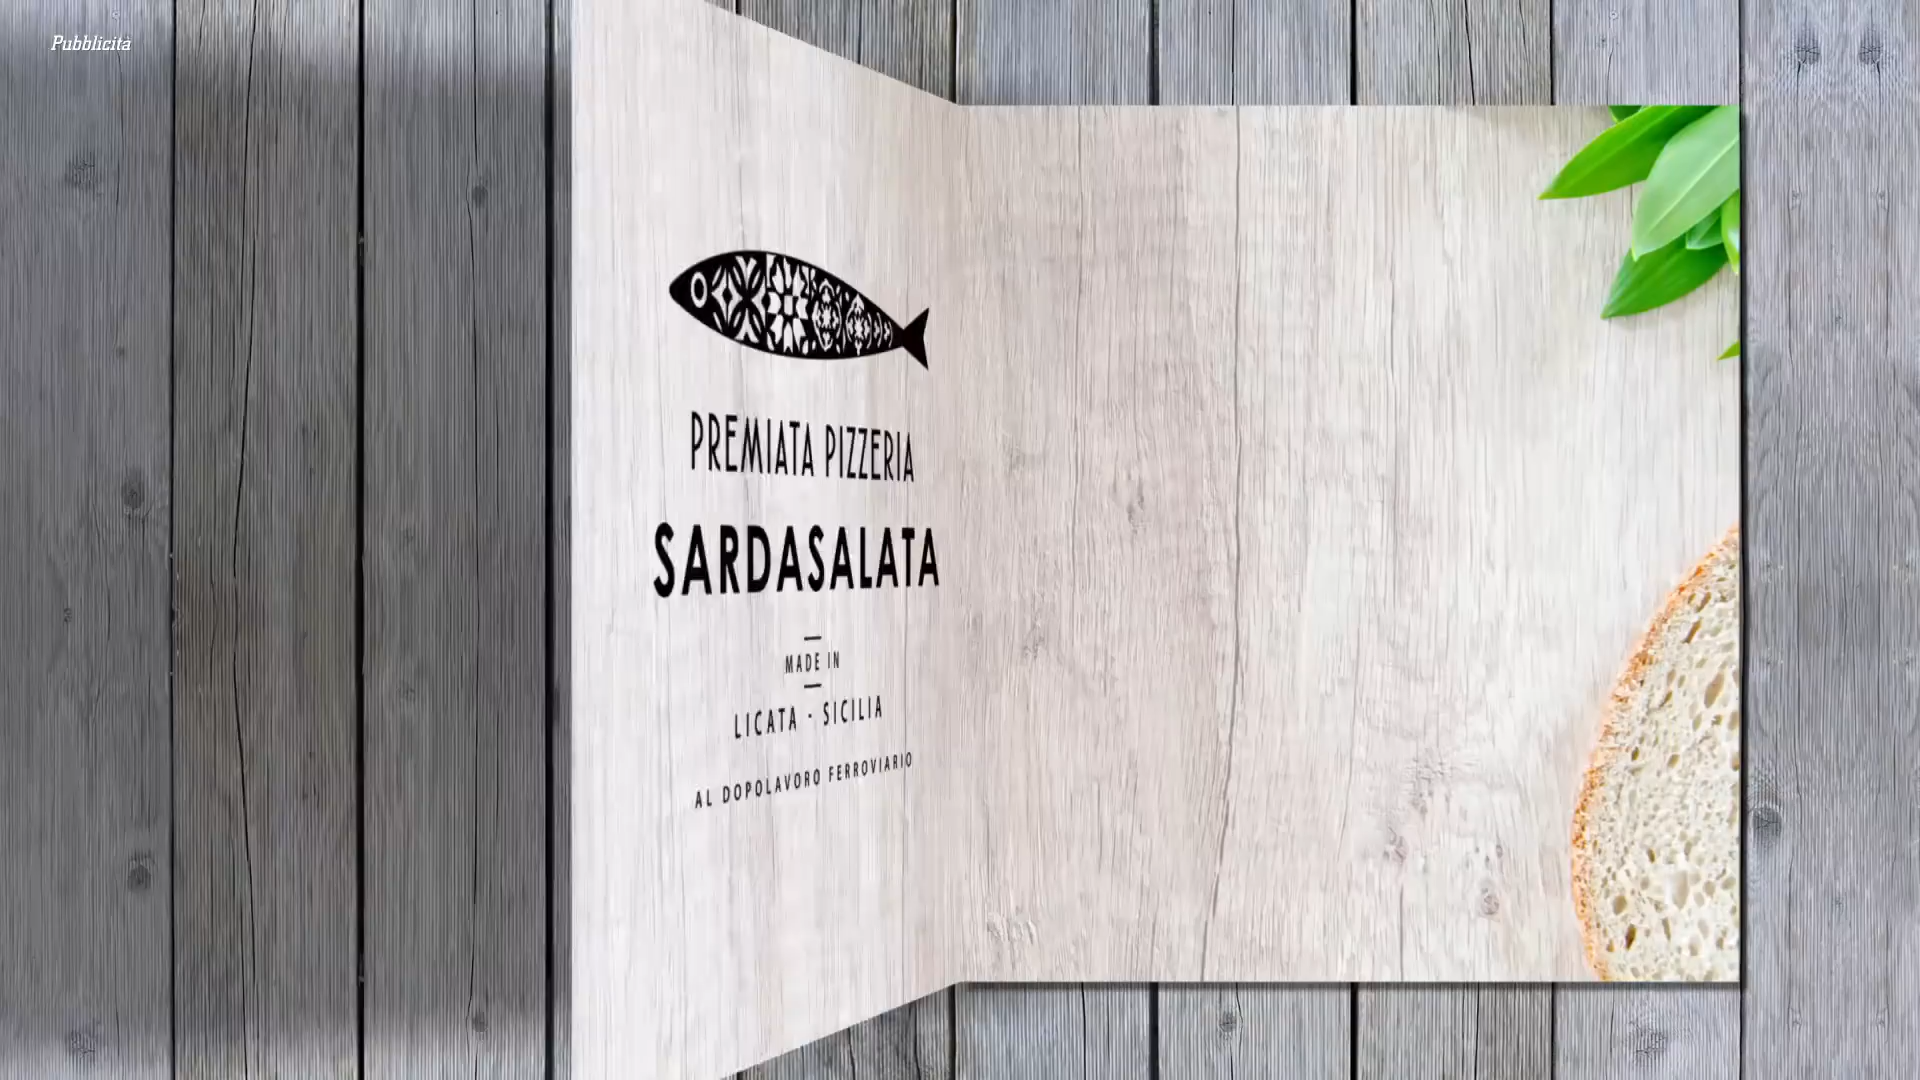 Pubblicità
PREMIATA PIZZERIA
SARDASALATA
MADE IN
LICATA - SICILIA
AL DOPOLAVORO FERROVIARIO